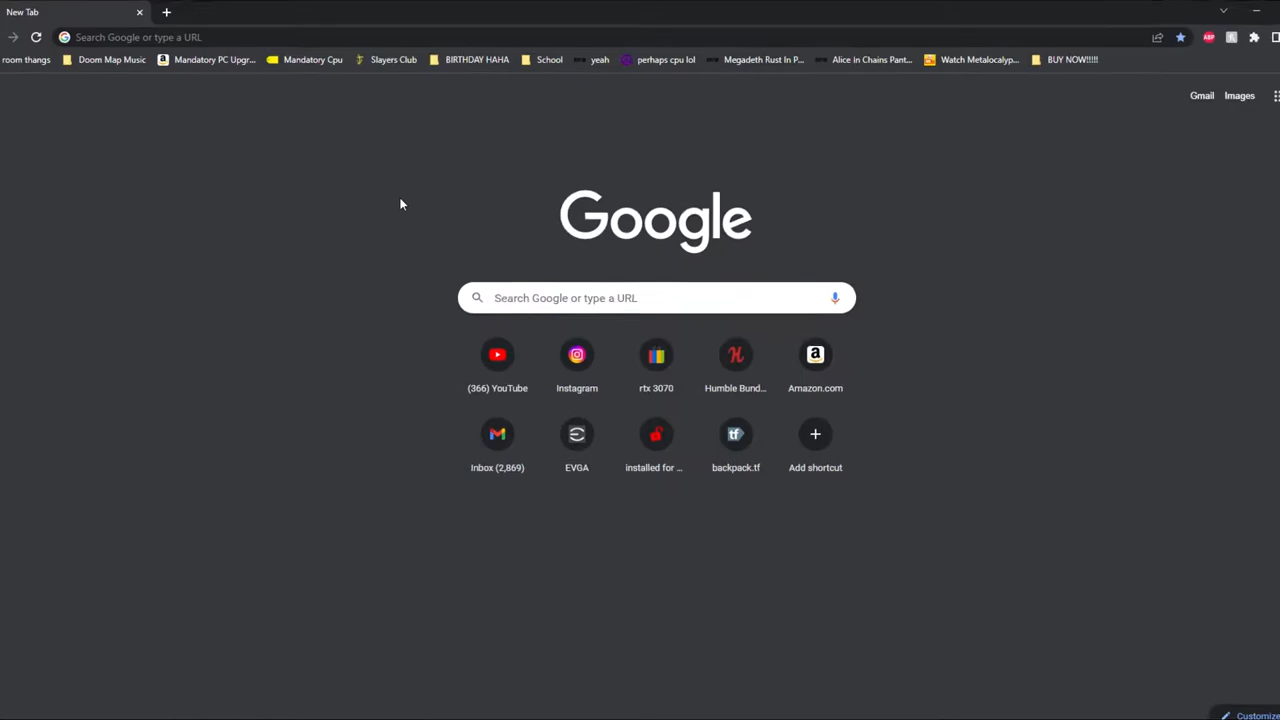 New Tab
Search Google or type a URL
room thangs Doom Map Music Mandatory PC Upgr... Mandatory Cpu Slayers Club BIRTHDAY HAHA School yeah perhaps cpu lol Megadeth Rust In P... Alice In Chains Pant... Watch Metalocalyp... BUY NOW!!!!!
ABP
Gmail Images
Google
Search Google or type a URL
(366) YouTube Instagram rtx 3070 Humble Bund... Amazon.com
tf
Inbox (2,869) EVGA installed for ... backpack.tf Add shortcut
Customize